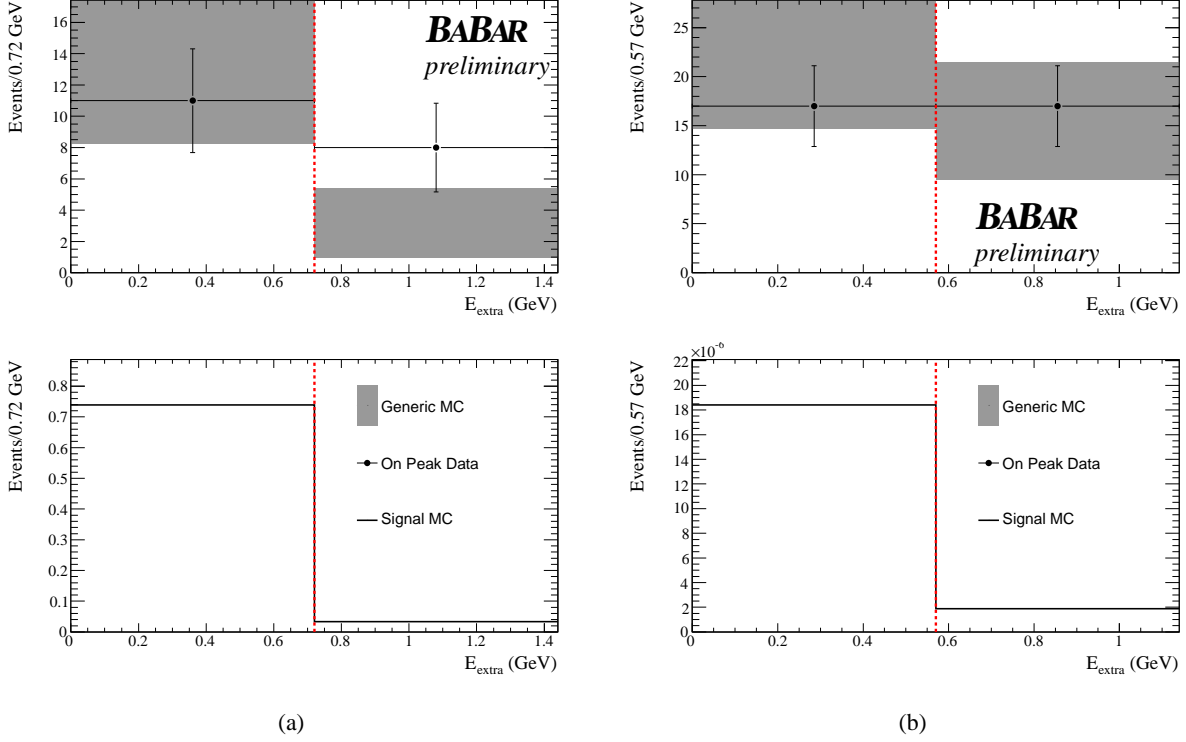 Events/0.72 GeV
16
14
12
10
8
6
4
2
0
BABAR
preliminary
0 0.2 0.4 0.6 0.8 1 1.2 1.4
E_extra (GeV)
Events/0.57 GeV
25
20
15
10
5
0
BABAR
preliminary
0 0.2 0.4 0.6 0.8 1
E_extra (GeV)
Events/0.72 GeV
0.8
0.7
0.6
0.5
0.4
0.3
0.2
0.1
0
Generic MC
On Peak Data
Signal MC
0 0.2 0.4 0.6 0.8 1 1.2 1.4
E_extra (GeV)
×10⁻⁶
Events/0.57 GeV
22
20
18
16
14
12
10
8
6
4
2
0
Generic MC
On Peak Data
Signal MC
0 0.2 0.4 0.6 0.8 1
E_extra (GeV)
(a)
(b)